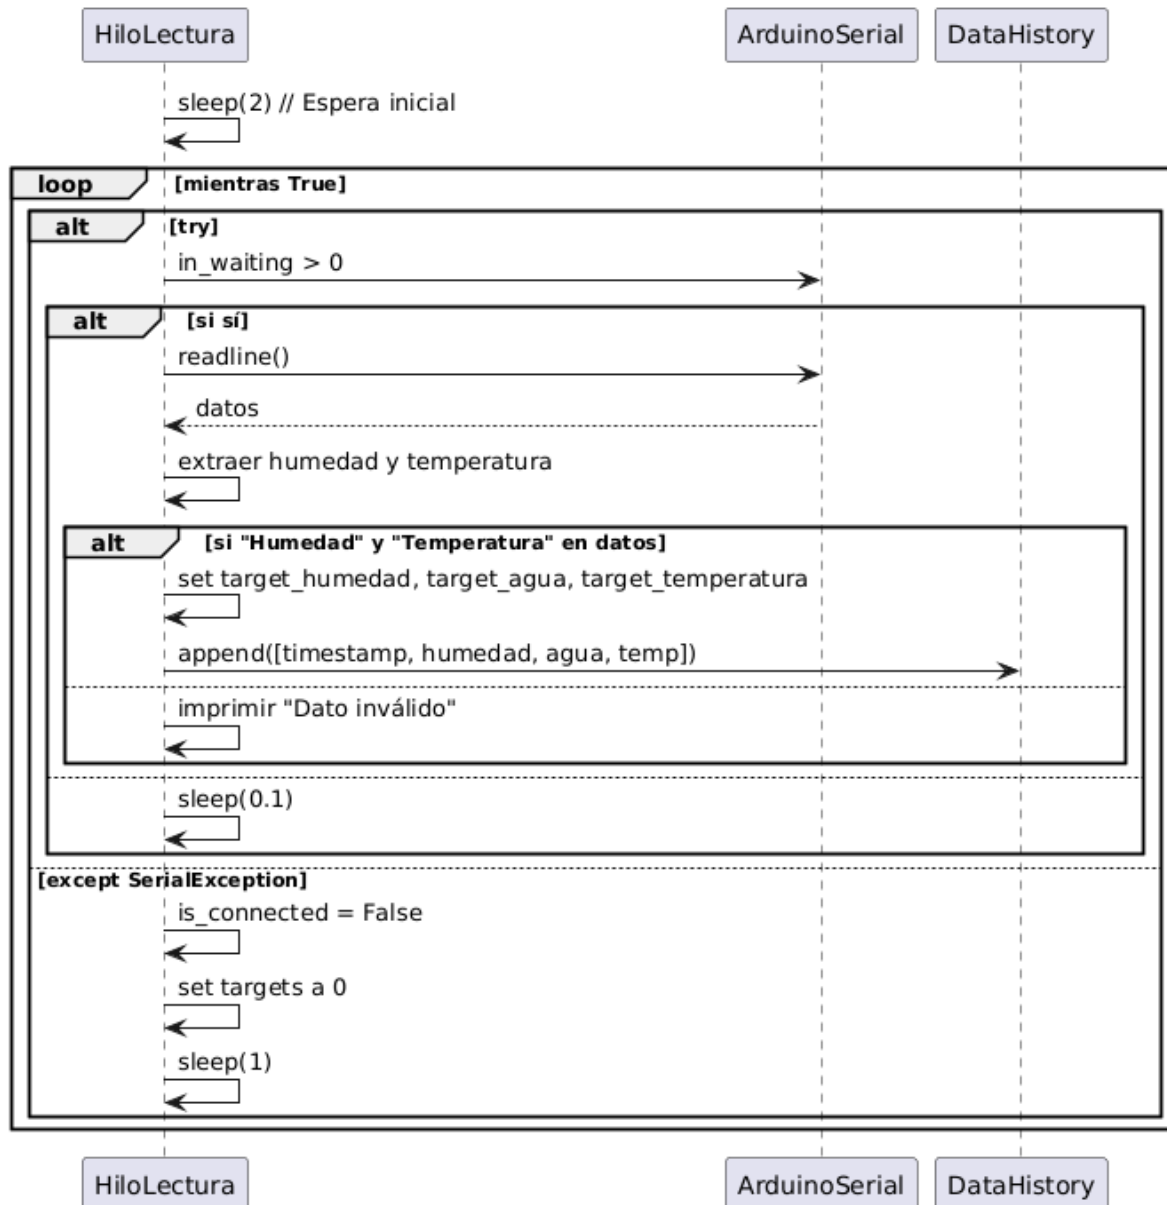 HiloLectura ArduinoSerial DataHistory
sleep(2) // Espera inicial
loop [mientras True]
alt [try]
in_waiting > 0
alt [si sí]
readline()
datos
extraer humedad y temperatura
alt [si "Humedad" y "Temperatura" en datos]
set target_humedad, target_agua, target_temperatura
append([timestamp, humedad, agua, temp])
imprimir "Dato inválido"
sleep(0.1)
[except SerialException]
is_connected = False
set targets a 0
sleep(1)
HiloLectura ArduinoSerial DataHistory